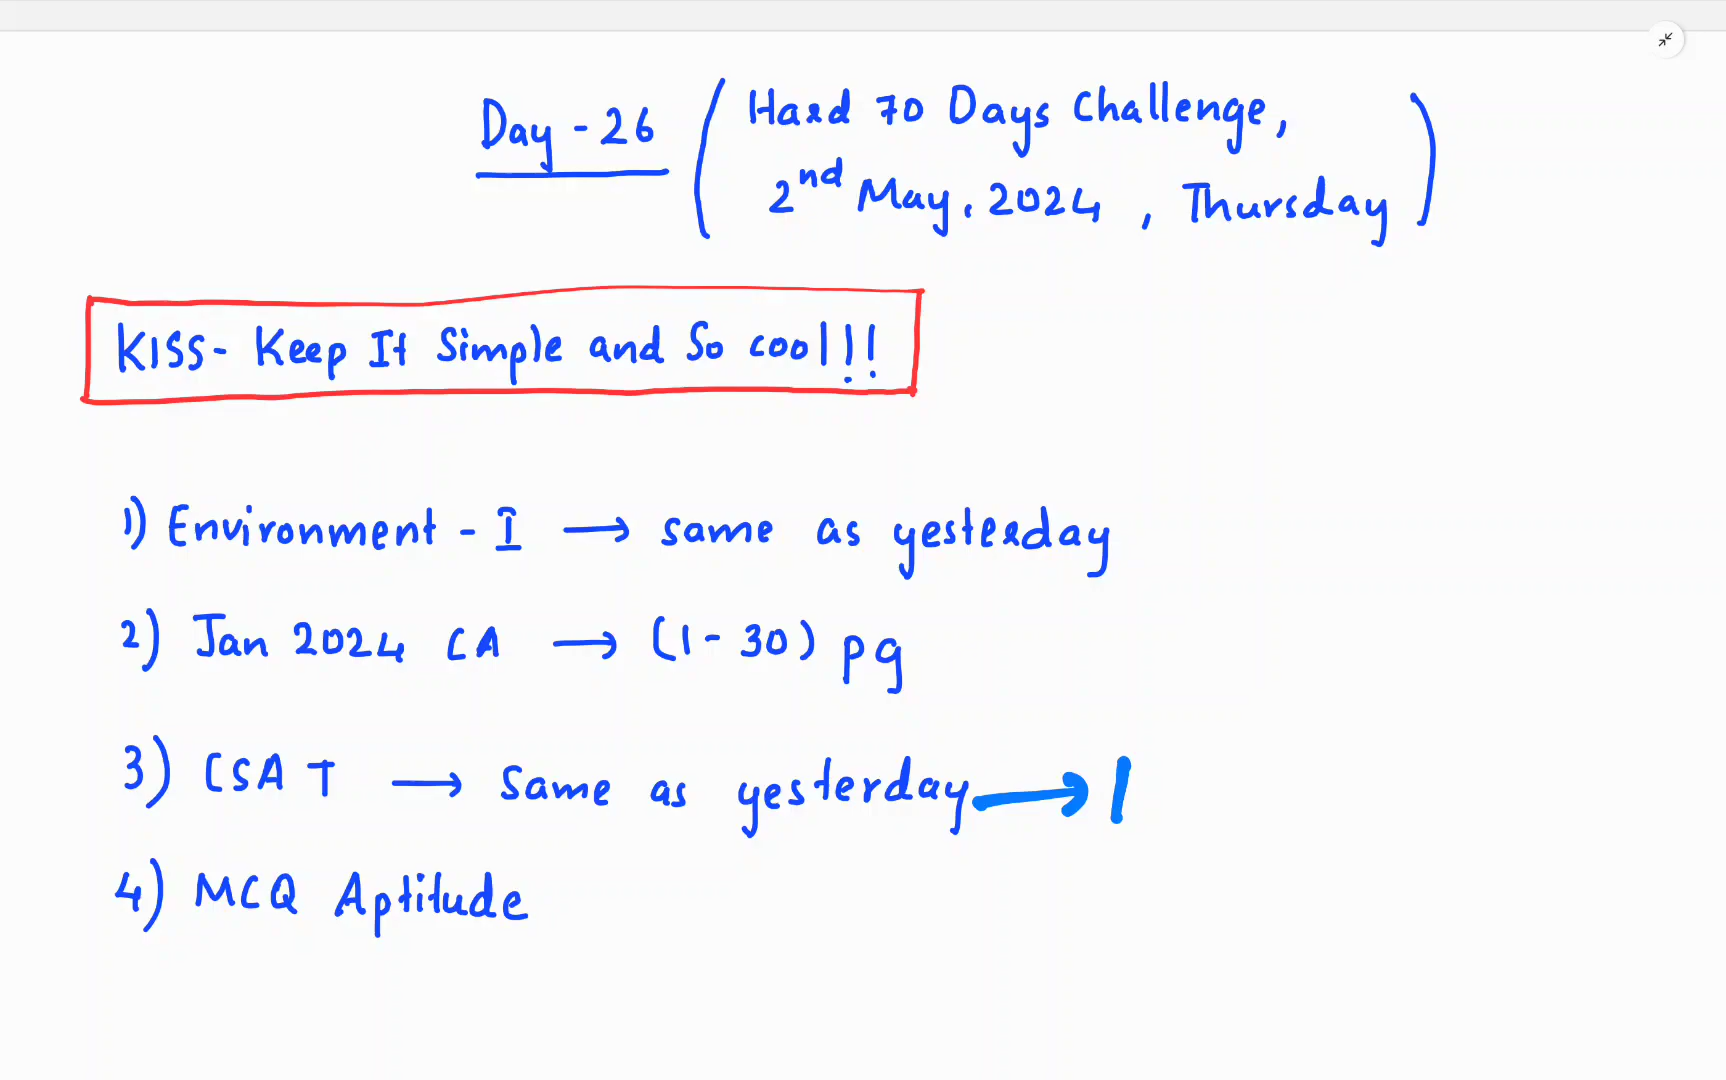 Day - 26 (Hard 70 Days Challenge,
2nd May, 2024, Thursday)
KISS- Keep It Simple and So cool!!
1) Environment - I → same as yesterday
2) Jan 2024 CA → (1-30) pg
3) CSAT → Same as yesterday → |
4) MCQ Aptitude